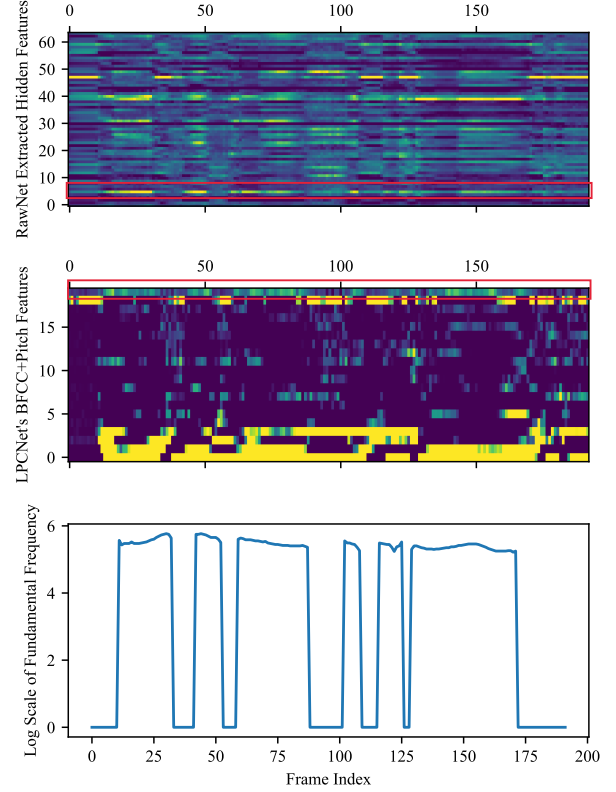 0 50 100 150
RawNet Extracted Hidden Features
60
50
40
30
20
10
0
0 50 100 150
LPCNet's BFCC+Pitch Features
15
10
5
0
Log Scale of Fundamental Frequency
6
4
2
0
0 25 50 75 100 125 150 175 200
Frame Index